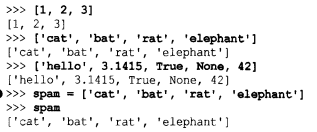 >>> [1, 2, 3]
[1, 2, 3]
>>> ['cat', 'bat', 'rat', 'elephant']
['cat', 'bat', 'rat', 'elephant']
>>> ['hello', 3.1415, True, None, 42]
['hello', 3.1415, True, None, 42]
>>> spam = ['cat', 'bat', 'rat', 'elephant']
>>> spam
['cat', 'bat', 'rat', 'elephant']